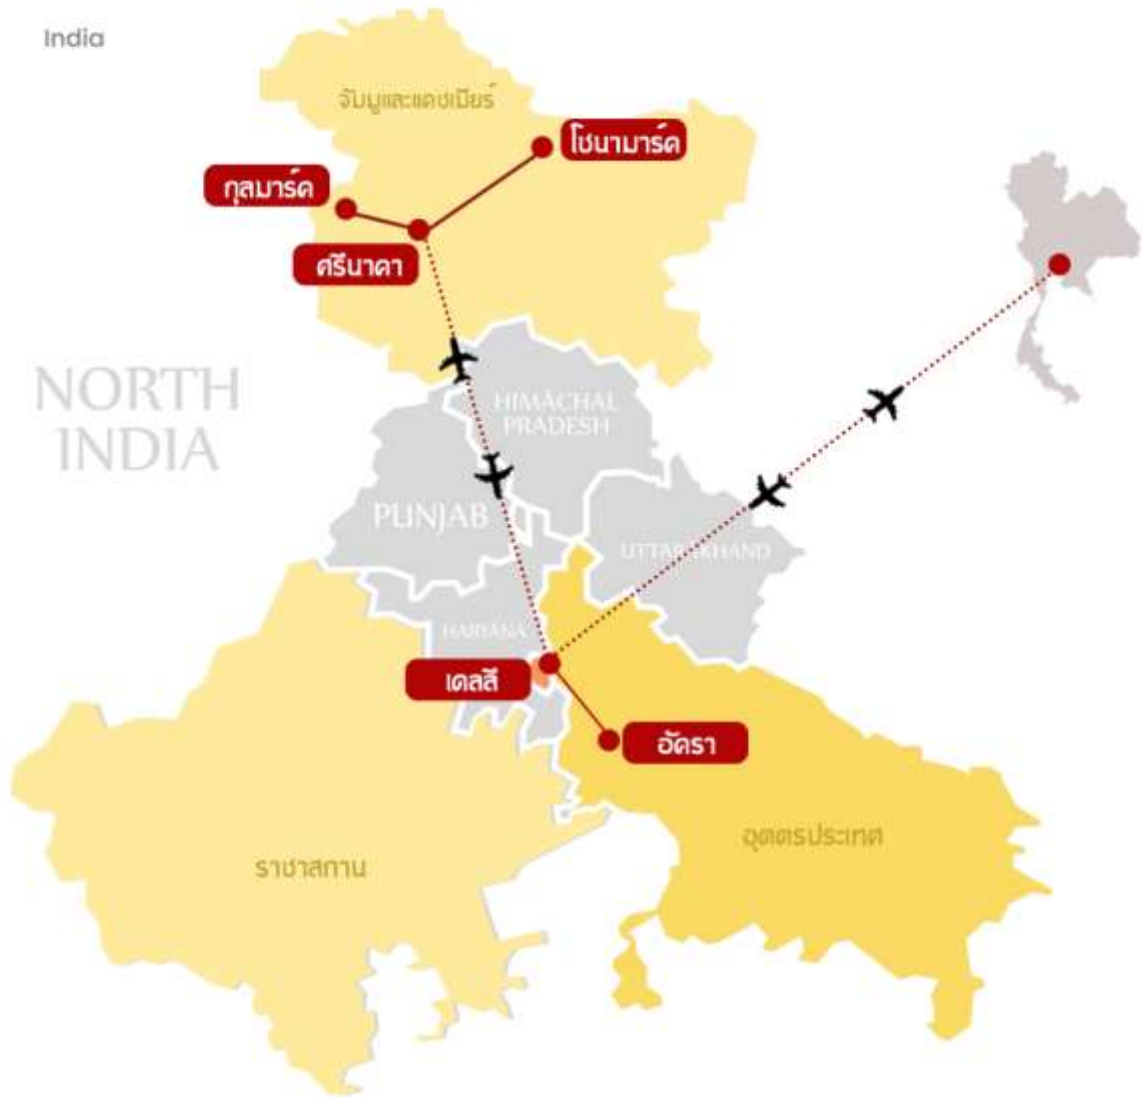 India
จัมมูและแคชเมียร์
โซนามาร์ค
กุลมาร์ค
ศรีนาคา
NORTH
INDIA
HIMACHAL
PRADESH
PUNJAB
UTTARAKHAND
HARYANA
เดลลี
อัครา
อุตตรประเทศ
ราชาสถาน